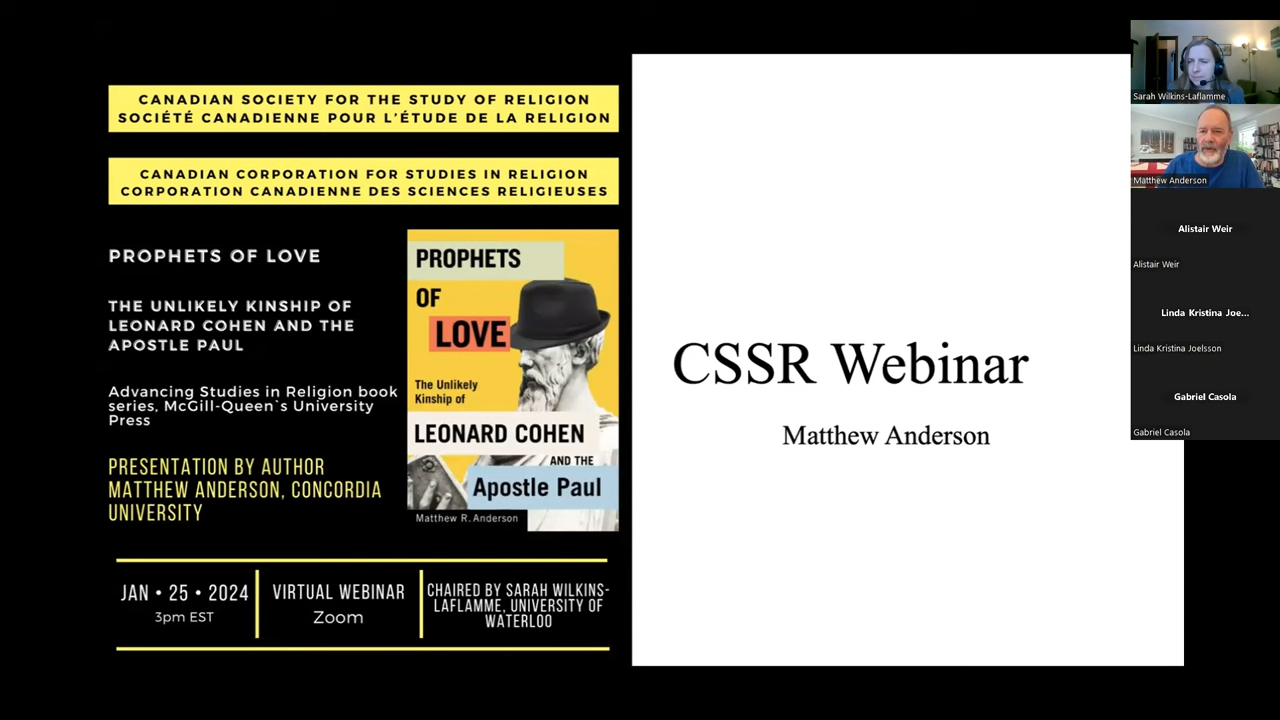 CANADIAN SOCIETY FOR THE STUDY OF RELIGION
SOCIÉTÉ CANADIENNE POUR L'ÉTUDE DE LA RELIGION
CANADIAN CORPORATION FOR STUDIES IN RELIGION
CORPORATION CANADIENNE DES SCIENCES RELIGIEUSES
PROPHETS OF LOVE
THE UNLIKELY KINSHIP OF
LEONARD COHEN AND THE
APOSTLE PAUL
Advancing Studies in Religion book
series, McGill-Queen`s University
Press
PRESENTATION BY AUTHOR
MATTHEW ANDERSON, CONCORDIA
UNIVERSITY
PROPHETS
OF
LOVE
The Unlikely
Kinship of
LEONARD COHEN
AND THE
Apostle Paul
Matthew R. Anderson
JAN • 25 • 2024
3pm EST
VIRTUAL WEBINAR
Zoom
CHAIRED BY SARAH WILKINS-
LAFLAMME, UNIVERSITY OF
WATERLOO
CSSR Webinar
Matthew Anderson
Sarah Wilkins-Laflamme
Matthew Anderson
Alistair Weir
Alistair Weir
Linda Kristina Joe...
Linda Kristina Joelsson
Gabriel Casola
Gabriel Casola